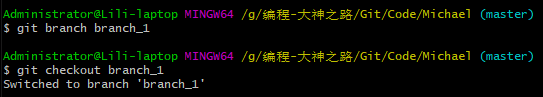 Administrator@Lili-laptop MINGW64 /g/编程-大神之路/Git/Code/Michael (master)
$ git branch branch_1
Administrator@Lili-laptop MINGW64 /g/编程-大神之路/Git/Code/Michael (master)
$ git checkout branch_1
Switched to branch 'branch_1'